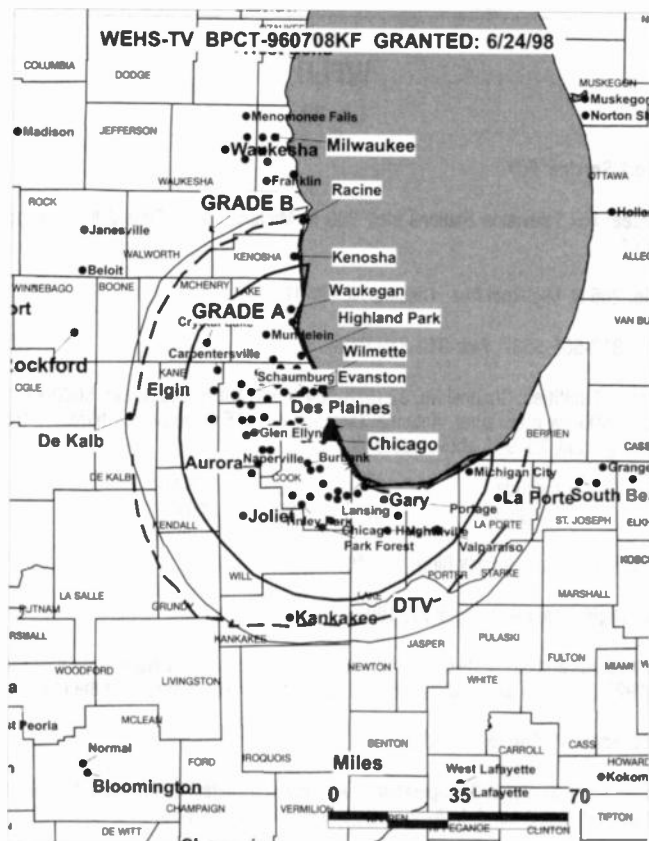 WEHS-TV BPCT-960708KF GRANTED: 6/24/98
COLUMBIA
DODGE
MUSKEGON
Muskegon
Norton
Menomonee Falls
Madison
JEFFERSON
Waukesha
Milwaukee
WAUKESHA
Franklin
OTTAWA
ROCK
GRADE B
Racine
Janesville
WALWORTH
KENOSHA
Kenosha
Beloit
WINNEBAGO
BOONE
MCHENRY
LAKE
Waukegan
GRADE A
Highland Park
Mundelein
Wilmette
Carpentersville
OGLE
KANE
Schaumburg
Evanston
Elgin
Des Plaines
De Kalb
Glen Ellyn
Chicago
BERRIEN
Naperville
Burbank
Michigan City
DE KALB
Aurora
COOK
Gary
La Porte
South
Lansing
Portage
KENDALL
Joliet
LA PORTE
ST. JOSEPH
Park Forest
Valparaiso
WILL
LA SALLE
LAKE
PORTER
STARKE
MARSHALL
GRUNDY
DTV
Kankakee
KANKAKEE
JASPER
PULASKI
NEWTON
FULTON
WOODFORD
LIVINGSTON
MIAMI
WHITE
MCLEAN
Peoria
CARROLL
CASS
Normal
FORD
IROQUOIS
BENTON
HOWARD
Bloomington
Miles
West Lafayette
Kokom
0 35 70
Lafayette
CHAMPAIGN
VERMILION
TIPTON
DE WITT
CLINTON